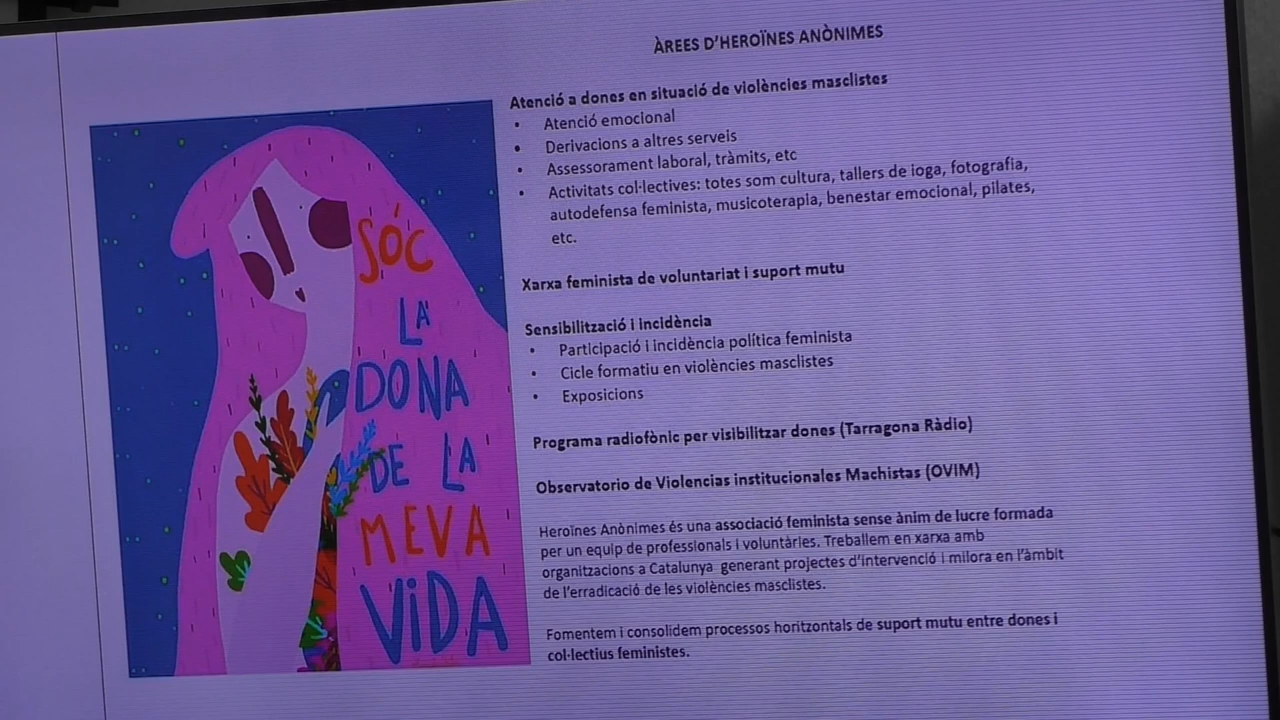 ÀREES D'HEROÏNES ANÒNIMES
Atenció a dones en situació de violències masclistes
• Atenció emocional
• Derivacions a altres serveis
• Assessorament laboral, tràmits, etc
• Activitats col·lectives: totes som cultura, tallers de ioga, fotografia,
autodefensa feminista, musicoterapia, benestar emocional, pilates,
etc.
Xarxa feminista de voluntariat i suport mutu
Sensibilització i incidència
• Participació i incidència política feminista
• Cicle formatiu en violències masclistes
• Exposicions
Programa radiofònic per visibilitzar dones (Tarragona Ràdio)
Observatorio de Violencias institucionales Machistas (OVIM)
Heroïnes Anònimes és una associació feminista sense ànim de lucre formada
per un equip de professionals i voluntàries. Treballem en xarxa amb
organitzacions a Catalunya generant projectes d'intervenció i milora en l'àmbit
de l'erradicació de les violències masclistes.
Fomentem i consolidem processos horitzontals de suport mutu entre dones i
col·lectius feministes.
SÓC
LA
DONA
DE LA
MEVA
ViDA